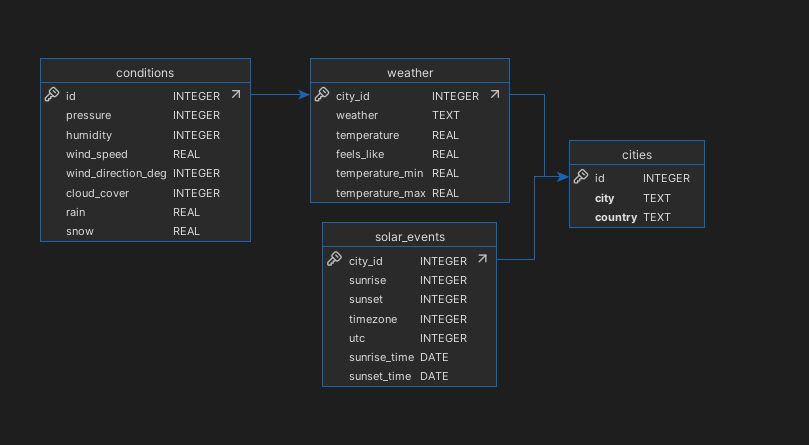 conditions
id INTEGER
pressure INTEGER
humidity INTEGER
wind_speed REAL
wind_direction_deg INTEGER
cloud_cover INTEGER
rain REAL
snow REAL
weather
city_id INTEGER
weather TEXT
temperature REAL
feels_like REAL
temperature_min REAL
temperature_max REAL
solar_events
city_id INTEGER
sunrise INTEGER
sunset INTEGER
timezone INTEGER
utc INTEGER
sunrise_time DATE
sunset_time DATE
cities
id INTEGER
city TEXT
country TEXT